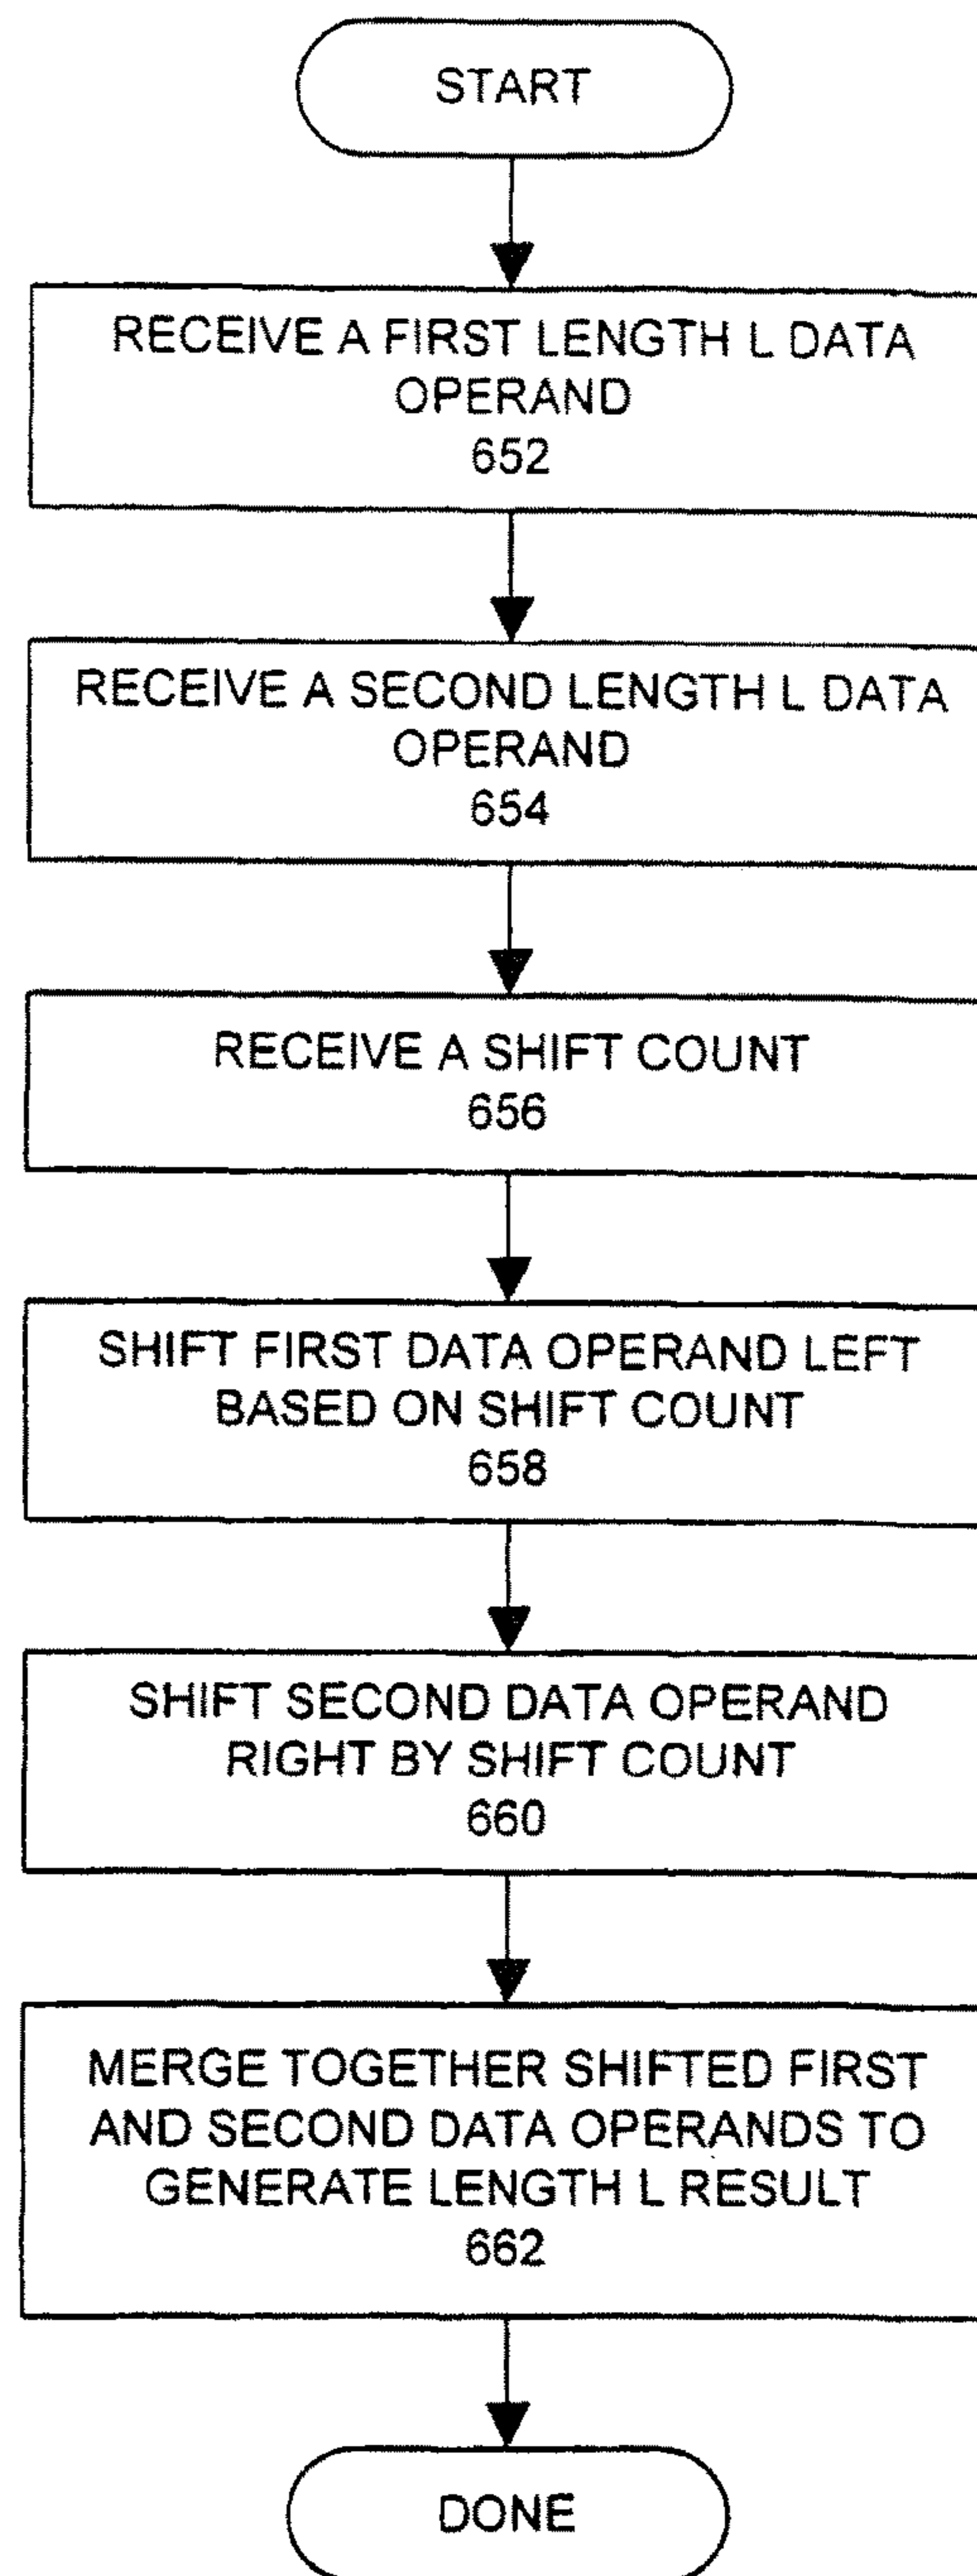 START
RECEIVE A FIRST LENGTH L DATA
OPERAND
652
RECEIVE A SECOND LENGTH L DATA
OPERAND
654
RECEIVE A SHIFT COUNT
656
SHIFT FIRST DATA OPERAND LEFT
BASED ON SHIFT COUNT
658
SHIFT SECOND DATA OPERAND
RIGHT BY SHIFT COUNT
660
MERGE TOGETHER SHIFTED FIRST
AND SECOND DATA OPERANDS TO
GENERATE LENGTH L RESULT
662
DONE